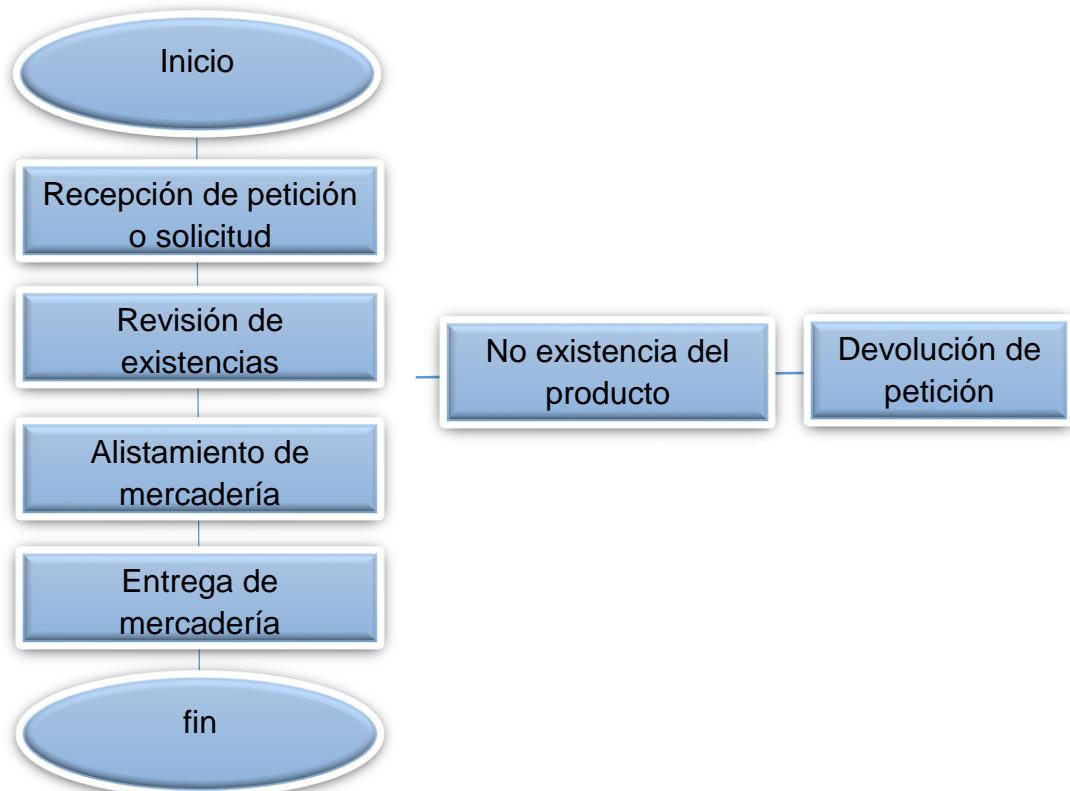 Inicio
Recepción de petición
o solicitud
Revisión de
existencias
No existencia del
producto
Devolución de
petición
Alistamiento de
mercadería
Entrega de
mercadería
fin